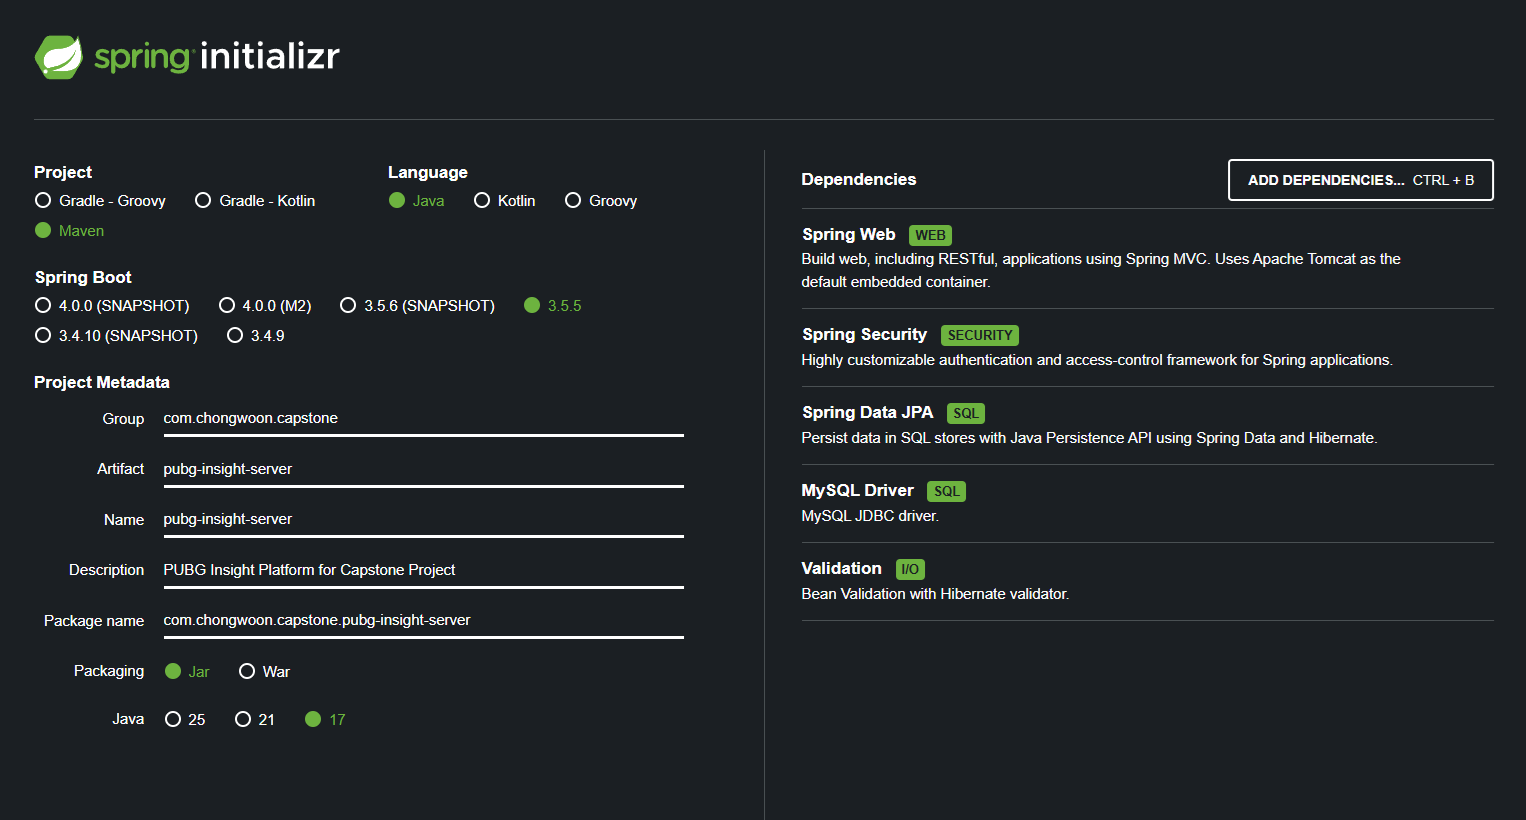 spring initializr
Project
Gradle - Groovy Gradle - Kotlin
Maven
Language
Java Kotlin Groovy
Spring Boot
4.0.0 (SNAPSHOT) 4.0.0 (M2) 3.5.6 (SNAPSHOT) 3.5.5
3.4.10 (SNAPSHOT) 3.4.9
Project Metadata
Group com.chongwoon.capstone
Artifact pubg-insight-server
Name pubg-insight-server
Description PUBG Insight Platform for Capstone Project
Package name com.chongwoon.capstone.pubg-insight-server
Packaging Jar War
Java 25 21 17
Dependencies ADD DEPENDENCIES... CTRL + B
Spring Web WEB
Build web, including RESTful, applications using Spring MVC. Uses Apache Tomcat as the
default embedded container.
Spring Security SECURITY
Highly customizable authentication and access-control framework for Spring applications.
Spring Data JPA SQL
Persist data in SQL stores with Java Persistence API using Spring Data and Hibernate.
MySQL Driver SQL
MySQL JDBC driver.
Validation I/O
Bean Validation with Hibernate validator.